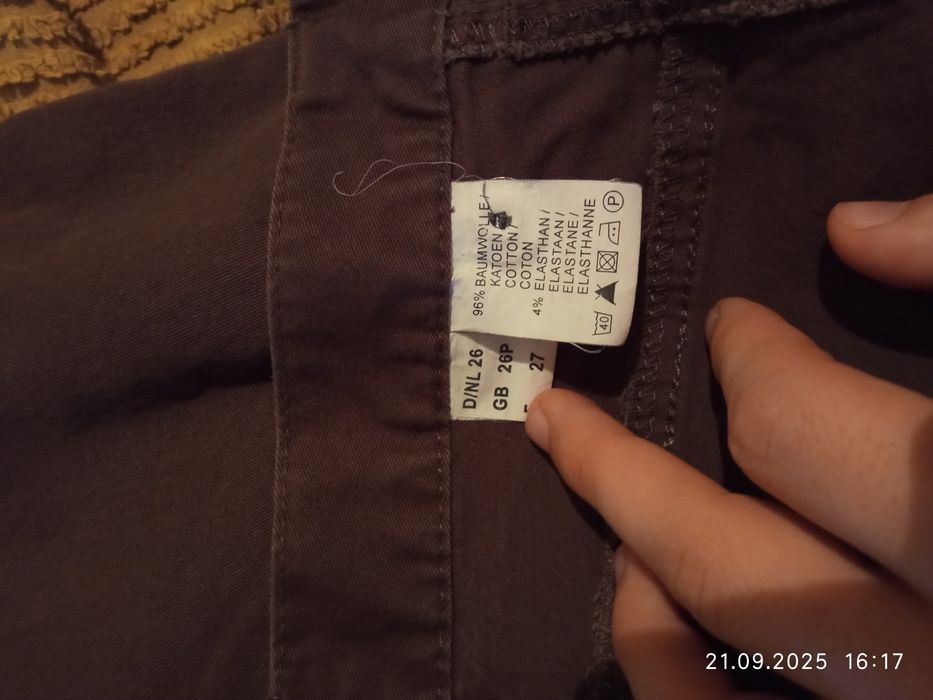 96% BAUMWOLLE/
KATOEN
COTTON/
COTON
4% ELASTHAN/
ELASTAAN/
ELASTANE/
ELASTHANNE
40
P
D/NL 26
GB 26P
27
21.09.2025 16:17